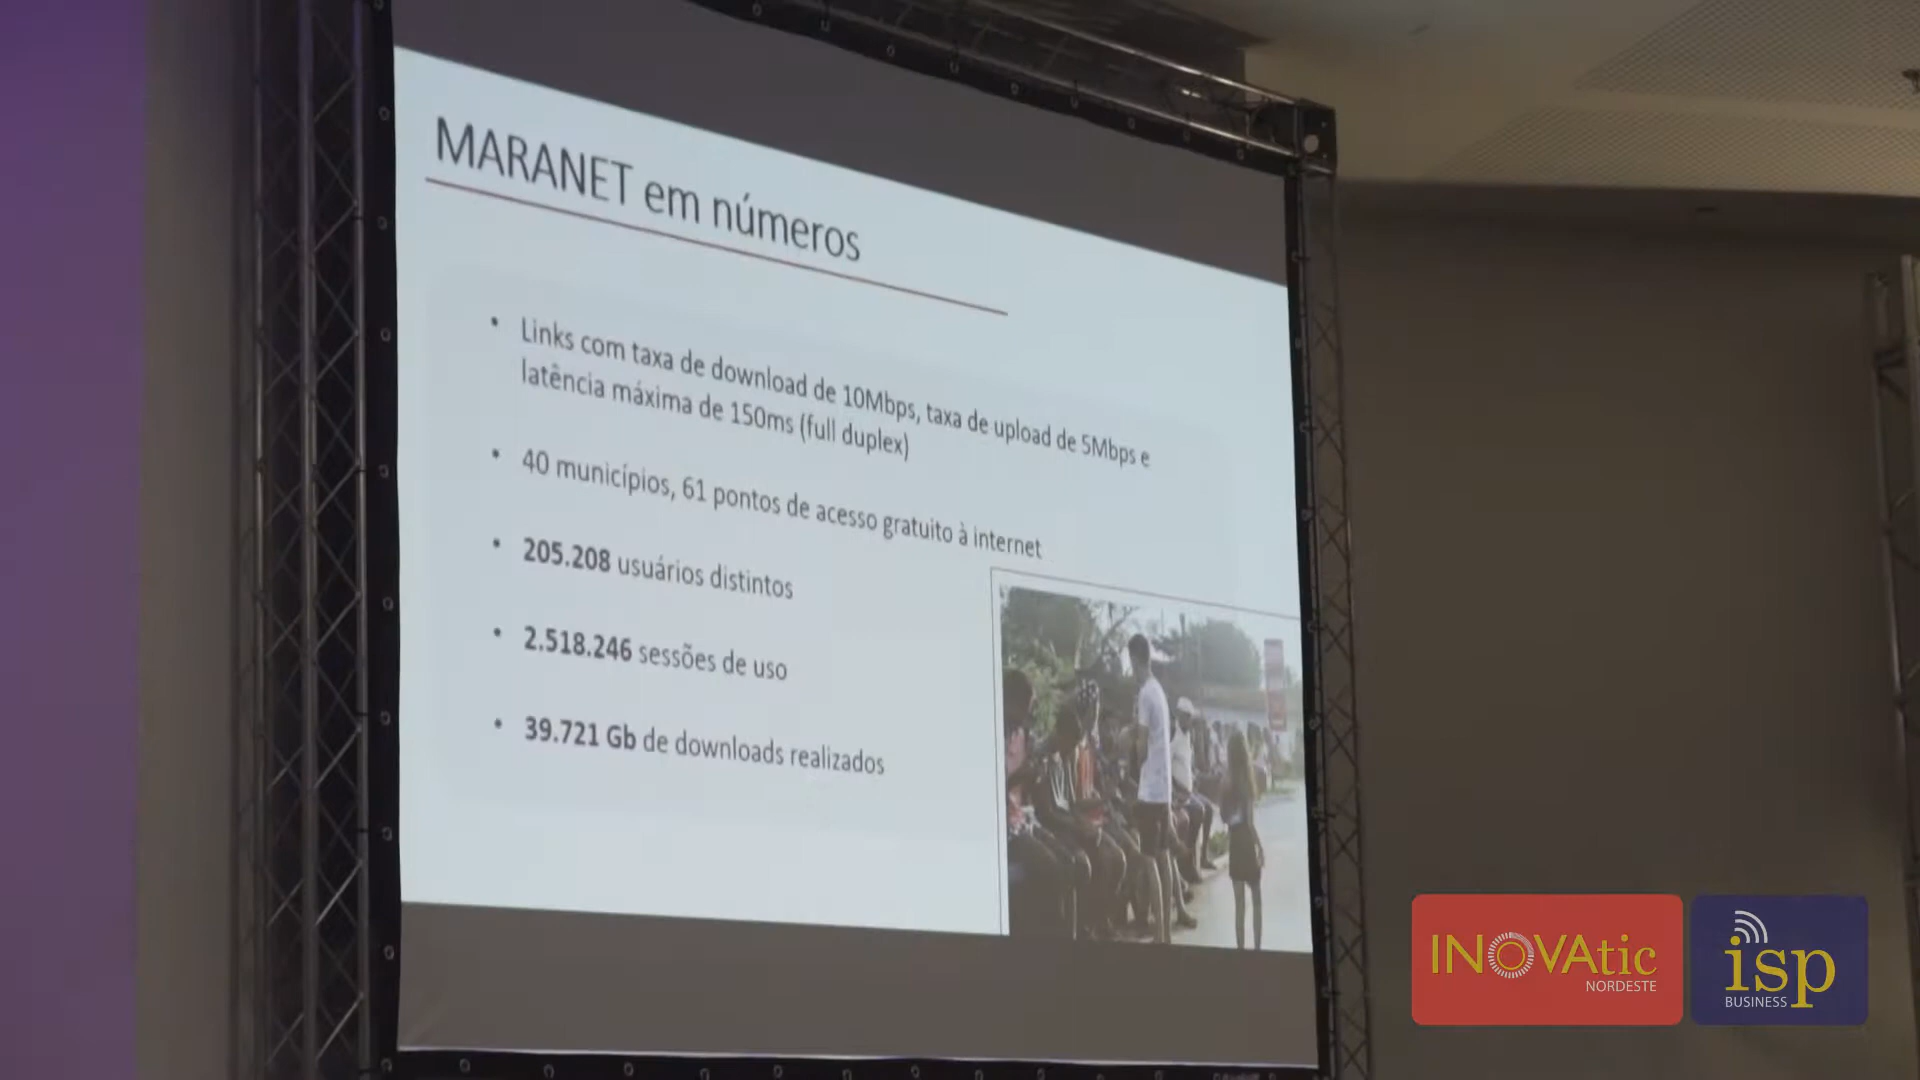 MARANET em números
• Links com taxa de download de 10Mbps, taxa de upload de 5Mbps e
latência máxima de 150ms (full duplex)
• 40 municípios, 61 pontos de acesso gratuito à internet
• 205.208 usuários distintos
• 2.518.246 sessões de uso
• 39.721 Gb de downloads realizados
INOVAtic
NORDESTE
isp
BUSINESS